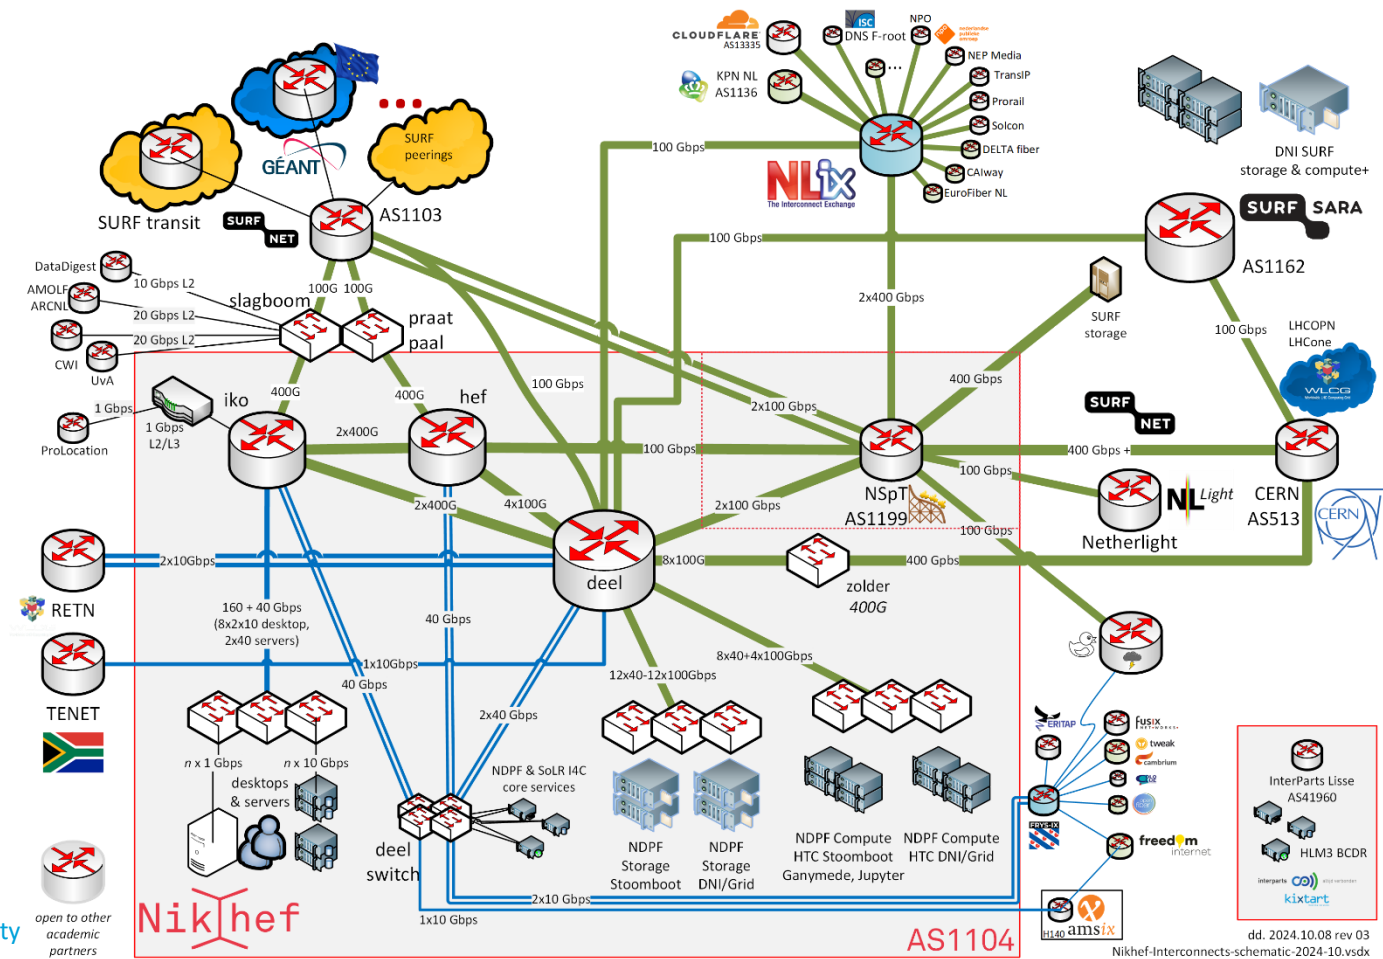 CLOUDFLARE
AS13335
ISC
DNS F-root
NPO
NEP Media
TransIP
KPN NL
AS1136
...
Prorail
Solcon
DELTA fiber
CAIway
EuroFiber NL
NLix
The Interconnect Exchange
100 Gbps
DNI SURF
storage & compute+
SURF
peerings
GÉANT
SURF transit
SURF
NET
AS1103
SURF SARA
AS1162
100 Gbps
DataDigest
10 Gbps L2
AMOLF
ARCNL
20 Gbps L2
20 Gbps L2
CWI
UvA
slagboom
100G
100G
praat
paal
2x400 Gbps
SURF
storage
100 Gbps
LHCOPN
LHCone
WLCG
400G
400G
100 Gbps
400 Gbps
2x100 Gbps
iko
hef
1 Gbps
1 Gbps
L2/L3
ProLocation
2x400G
100 Gbps
SURF
NET
400 Gbps +
100 Gbps
2x400G
4x100G
2x100 Gbps
NSpT
AS1199
100 Gbps
NL Light
Netherlight
CERN
AS513
CERN
2x10Gbps
RETN
deel
8x100G
zolder
400G
400 Gpbs
160 + 40 Gbps
(8x2x10 desktop,
2x40 servers)
40 Gbps
TENET
1x10Gbps
40 Gbps
12x40-12x100Gbps
8x40+4x100Gbps
2x40 Gbps
n x 1 Gbps
n x 10 Gbps
desktops
& servers
NDPF & SoLR I4C
core services
deel
switch
NDPF
Storage
Stoomboot
NDPF
Storage
DNI/Grid
NDPF Compute
HTC Stoomboot
Ganymede, Jupyter
NDPF Compute
HTC DNI/Grid
ERITAP
fusix
NETWORKS
tweak
cambrium
FRYS-IX
freedom
internet
2x10 Gbps
1x10 Gbps
H140
amsix
InterParts Lisse
AS41960
HLM3 BCDR
interparts
kixtart
open to other
academic
partners
ty
Nikhef
AS1104
dd. 2024.10.08 rev 03
Nikhef-Interconnects-schematic-2024-10.vsdx